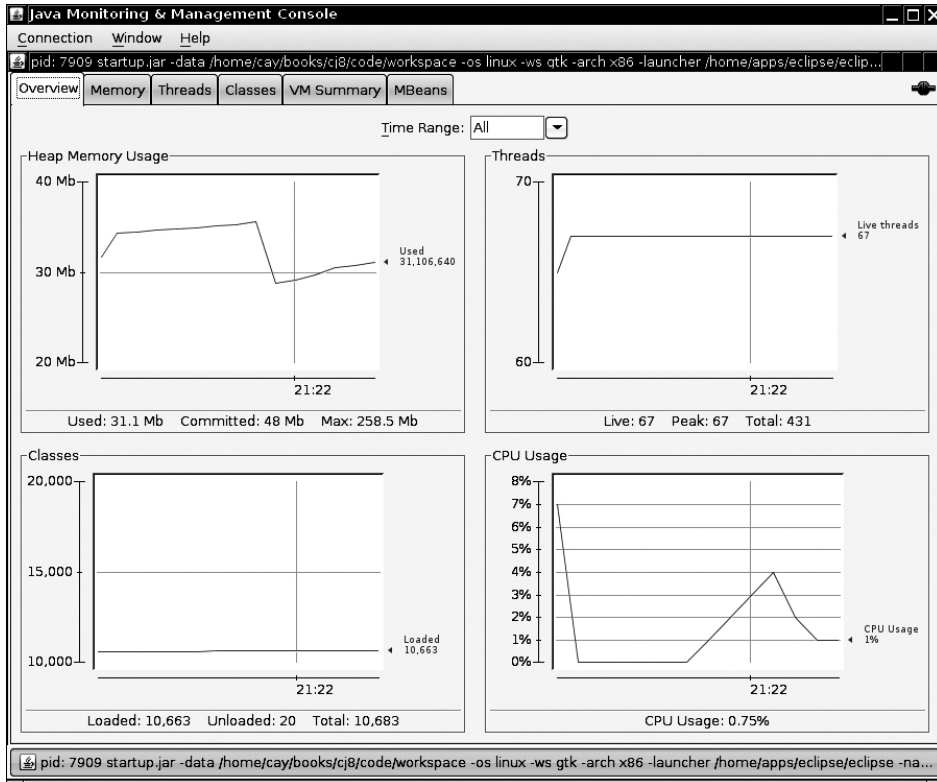 Java Monitoring & Management Console
Connection Window Help
pid: 7909 startup.jar -data /home/cay/books/cj8/code/workspace -os linux -ws gtk -arch x86 -launcher /home/apps/eclipse/eclip...
Overview Memory Threads Classes VM Summary MBeans
Time Range: All
Heap Memory Usage
40 Mb
30 Mb
20 Mb
Used
31,106,640
21:22
Used: 31.1 Mb Committed: 48 Mb Max: 258.5 Mb
Threads
70
60
Live threads
67
21:22
Live: 67 Peak: 67 Total: 431
Classes
20,000
15,000
10,000
Loaded
10,663
21:22
Loaded: 10,663 Unloaded: 20 Total: 10,683
CPU Usage
8%
7%
6%
5%
4%
3%
2%
1%
0%
CPU Usage
1%
21:22
CPU Usage: 0.75%
pid: 7909 startup.jar -data /home/cay/books/cj8/code/workspace -os linux -ws gtk -arch x86 -launcher /home/apps/eclipse/eclipse -na...